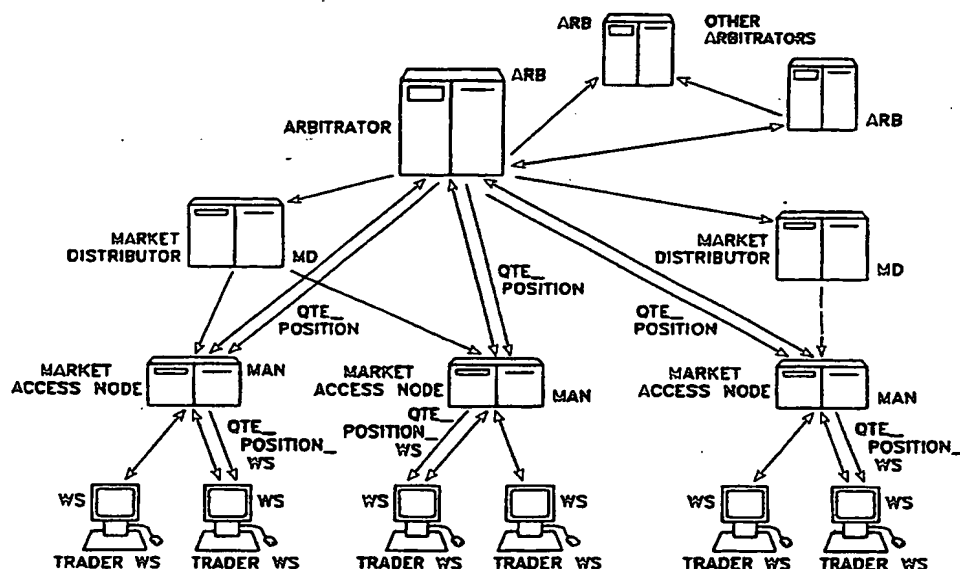 ARB
OTHER
ARBITRATORS
ARB
ARBITRATOR
ARB
MARKET
DISTRIBUTOR
MD
MARKET
DISTRIBUTOR
MD
QTE_
POSITION
QTE_
POSITION
QTE_
POSITION
MARKET
ACCESS NODE
MAN
MARKET
ACCESS NODE
MAN
MARKET
ACCESS NODE
MAN
QTE_
POSITION_
WS
QTE_
POSITION_
WS
QTE_
POSITION_
WS
WS
WS
WS
WS
WS
WS
TRADER WS
TRADER WS
TRADER WS
TRADER WS
TRADER WS
TRADER WS